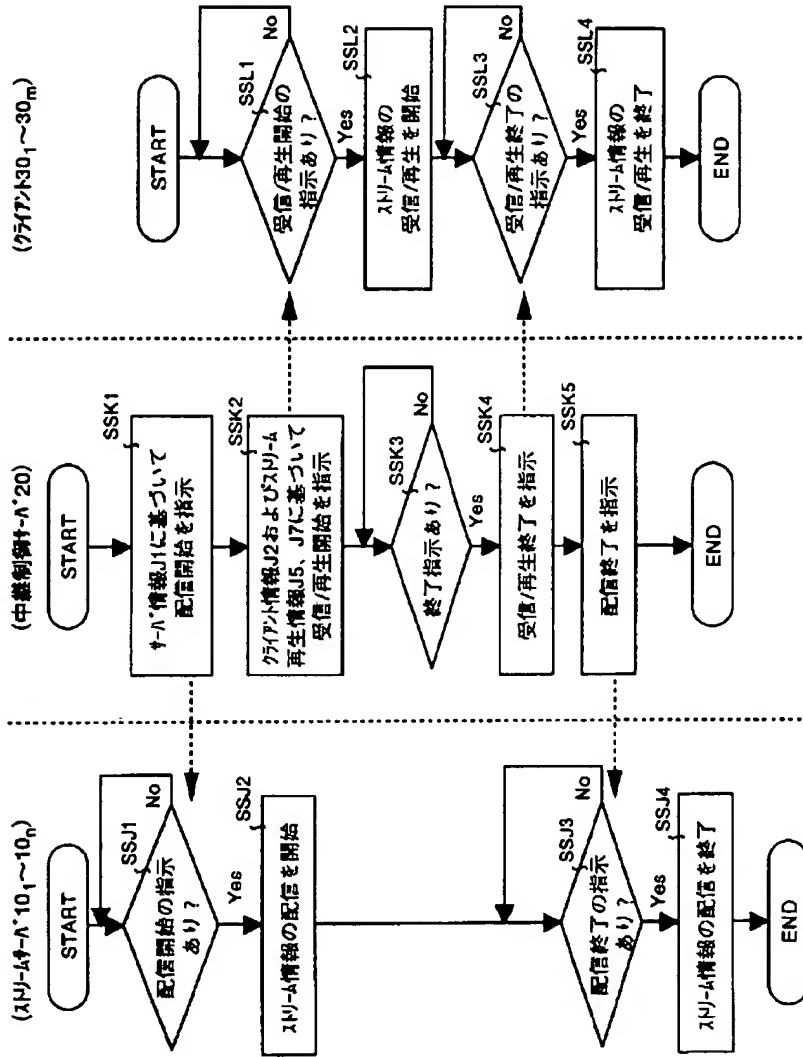 (ストリームサーバ10₁~10ₙ)
START
SSJ1
配信開始の指示
あり?
No
Yes
SSJ2
ストリーム情報の配信を開始
SSJ3
配信終了の指示
あり?
No
Yes
SSJ4
ストリーム情報の配信を終了
END
(中継制御サーバ20)
START
SSK1
サーバ情報J1に基づいて
配信開始を指示
SSK2
クライアント情報J2およびストリーム
再生情報J5、J7に基づいて
受信/再生開始を指示
SSK3
終了指示あり?
No
Yes
SSK4
受信/再生終了を指示
SSK5
配信終了を指示
END
(クライアント30₁~30ₘ)
START
SSL1
受信/再生開始の
指示あり?
No
Yes
SSL2
ストリーム情報の
受信/再生を開始
SSL3
受信/再生終了の
指示あり?
No
Yes
SSL4
ストリーム情報の
受信/再生を終了
END